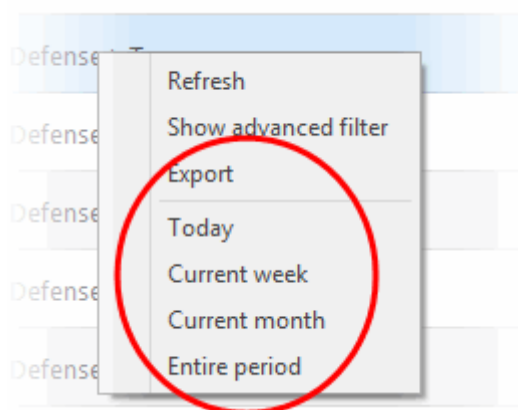 Defense + T
Refresh
Defense
Show advanced filter
Export
Defense
Today
Defense
Current week
Current month
Defense
Entire period